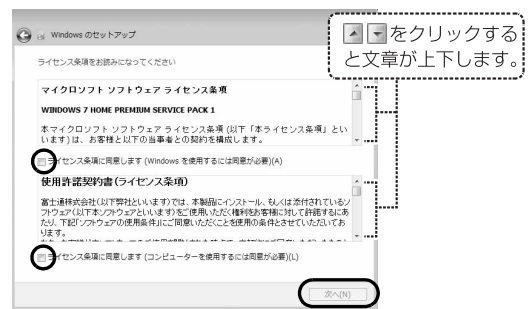 Windows のセットアップ
▲ ▼ をクリックする
と文章が上下します。
ライセンス条項をお読みになってください
マイクロソフト ソフトウェア ライセンス条項
WINDOWS 7 HOME PREMIUM SERVICE PACK 1
本マイクロソフト ソフトウェア ライセンス条項 (以下「本ライセンス条項」とい
います) は、お客様と以下の当事者との契約を構成します。
ライセンス条項に同意します (Windows を使用するには同意が必要)(A)
使用許諾契約書(ライセンス条項)
富士通株式会社(以下弊社といいます)では、本製品にインストール、もしくは添付されているソ
フトウェア(以下本ソフトウェアといいます)をご使用いただく権利をお客様に対して許諾するにあ
たり、下記「ソフトウェアの使用条件」にご同意いただくことを使用の条件とさせていただいてお
ります。
ライセンス条項に同意します (コンピューターを使用するには同意が必要)(L)
次へ(N)